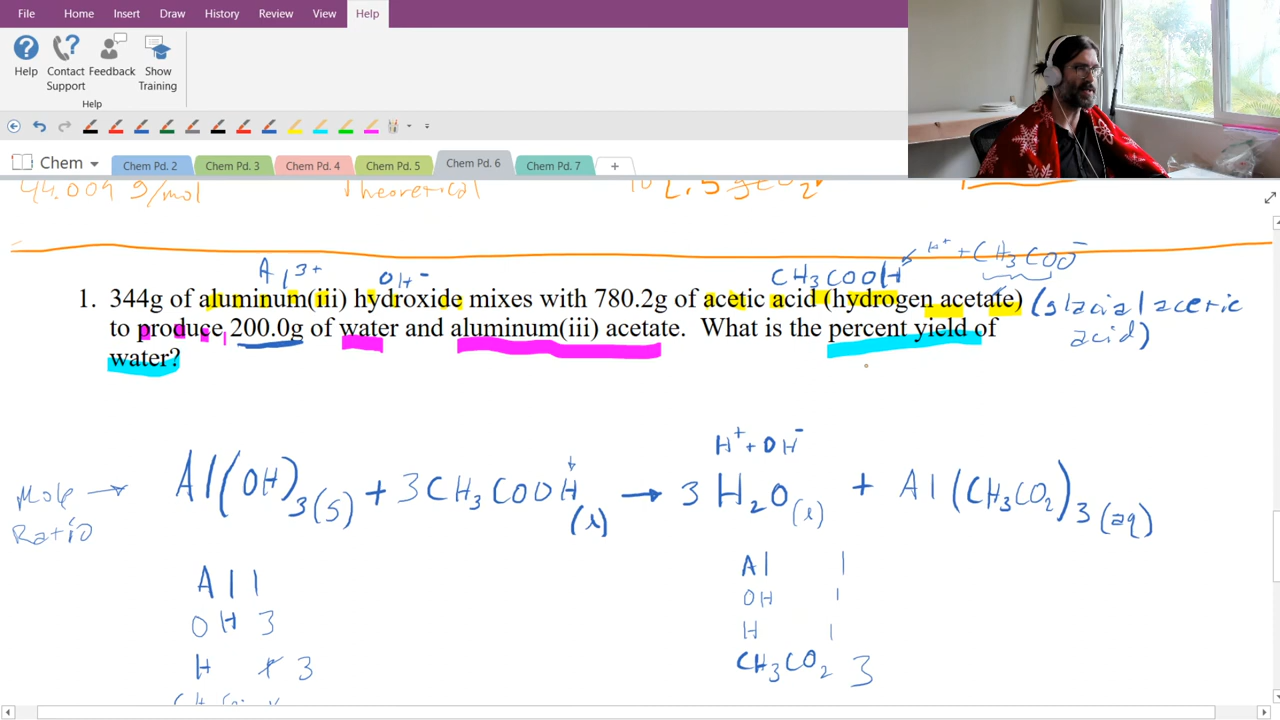 File Home Insert Draw History Review View Help
Help Contact Support Feedback Show Training
Help
Chem Chem Pd. 2 Chem Pd. 3 Chem Pd. 4 Chem Pd. 5 Chem Pd. 6 Chem Pd. 7 +
44.009 g/mol Theoretical
Al3+ OH- CH3COOH H+ + CH3COO-
1. 344g of aluminum(iii) hydroxide mixes with 780.2g of acetic acid (hydrogen acetate) (glacial acetic
to produce 200.0g of water and aluminum(iii) acetate. What is the percent yield of acid)
water?
H+ + OH-
Mole → Al(OH)3(s) + 3CH3COOH(l) → 3 H2O(l) + Al(CH3CO2)3(aq)
Ratio
Al 1 Al 1
OH 3 OH 1
H 3 H 1
CH3CO2 3